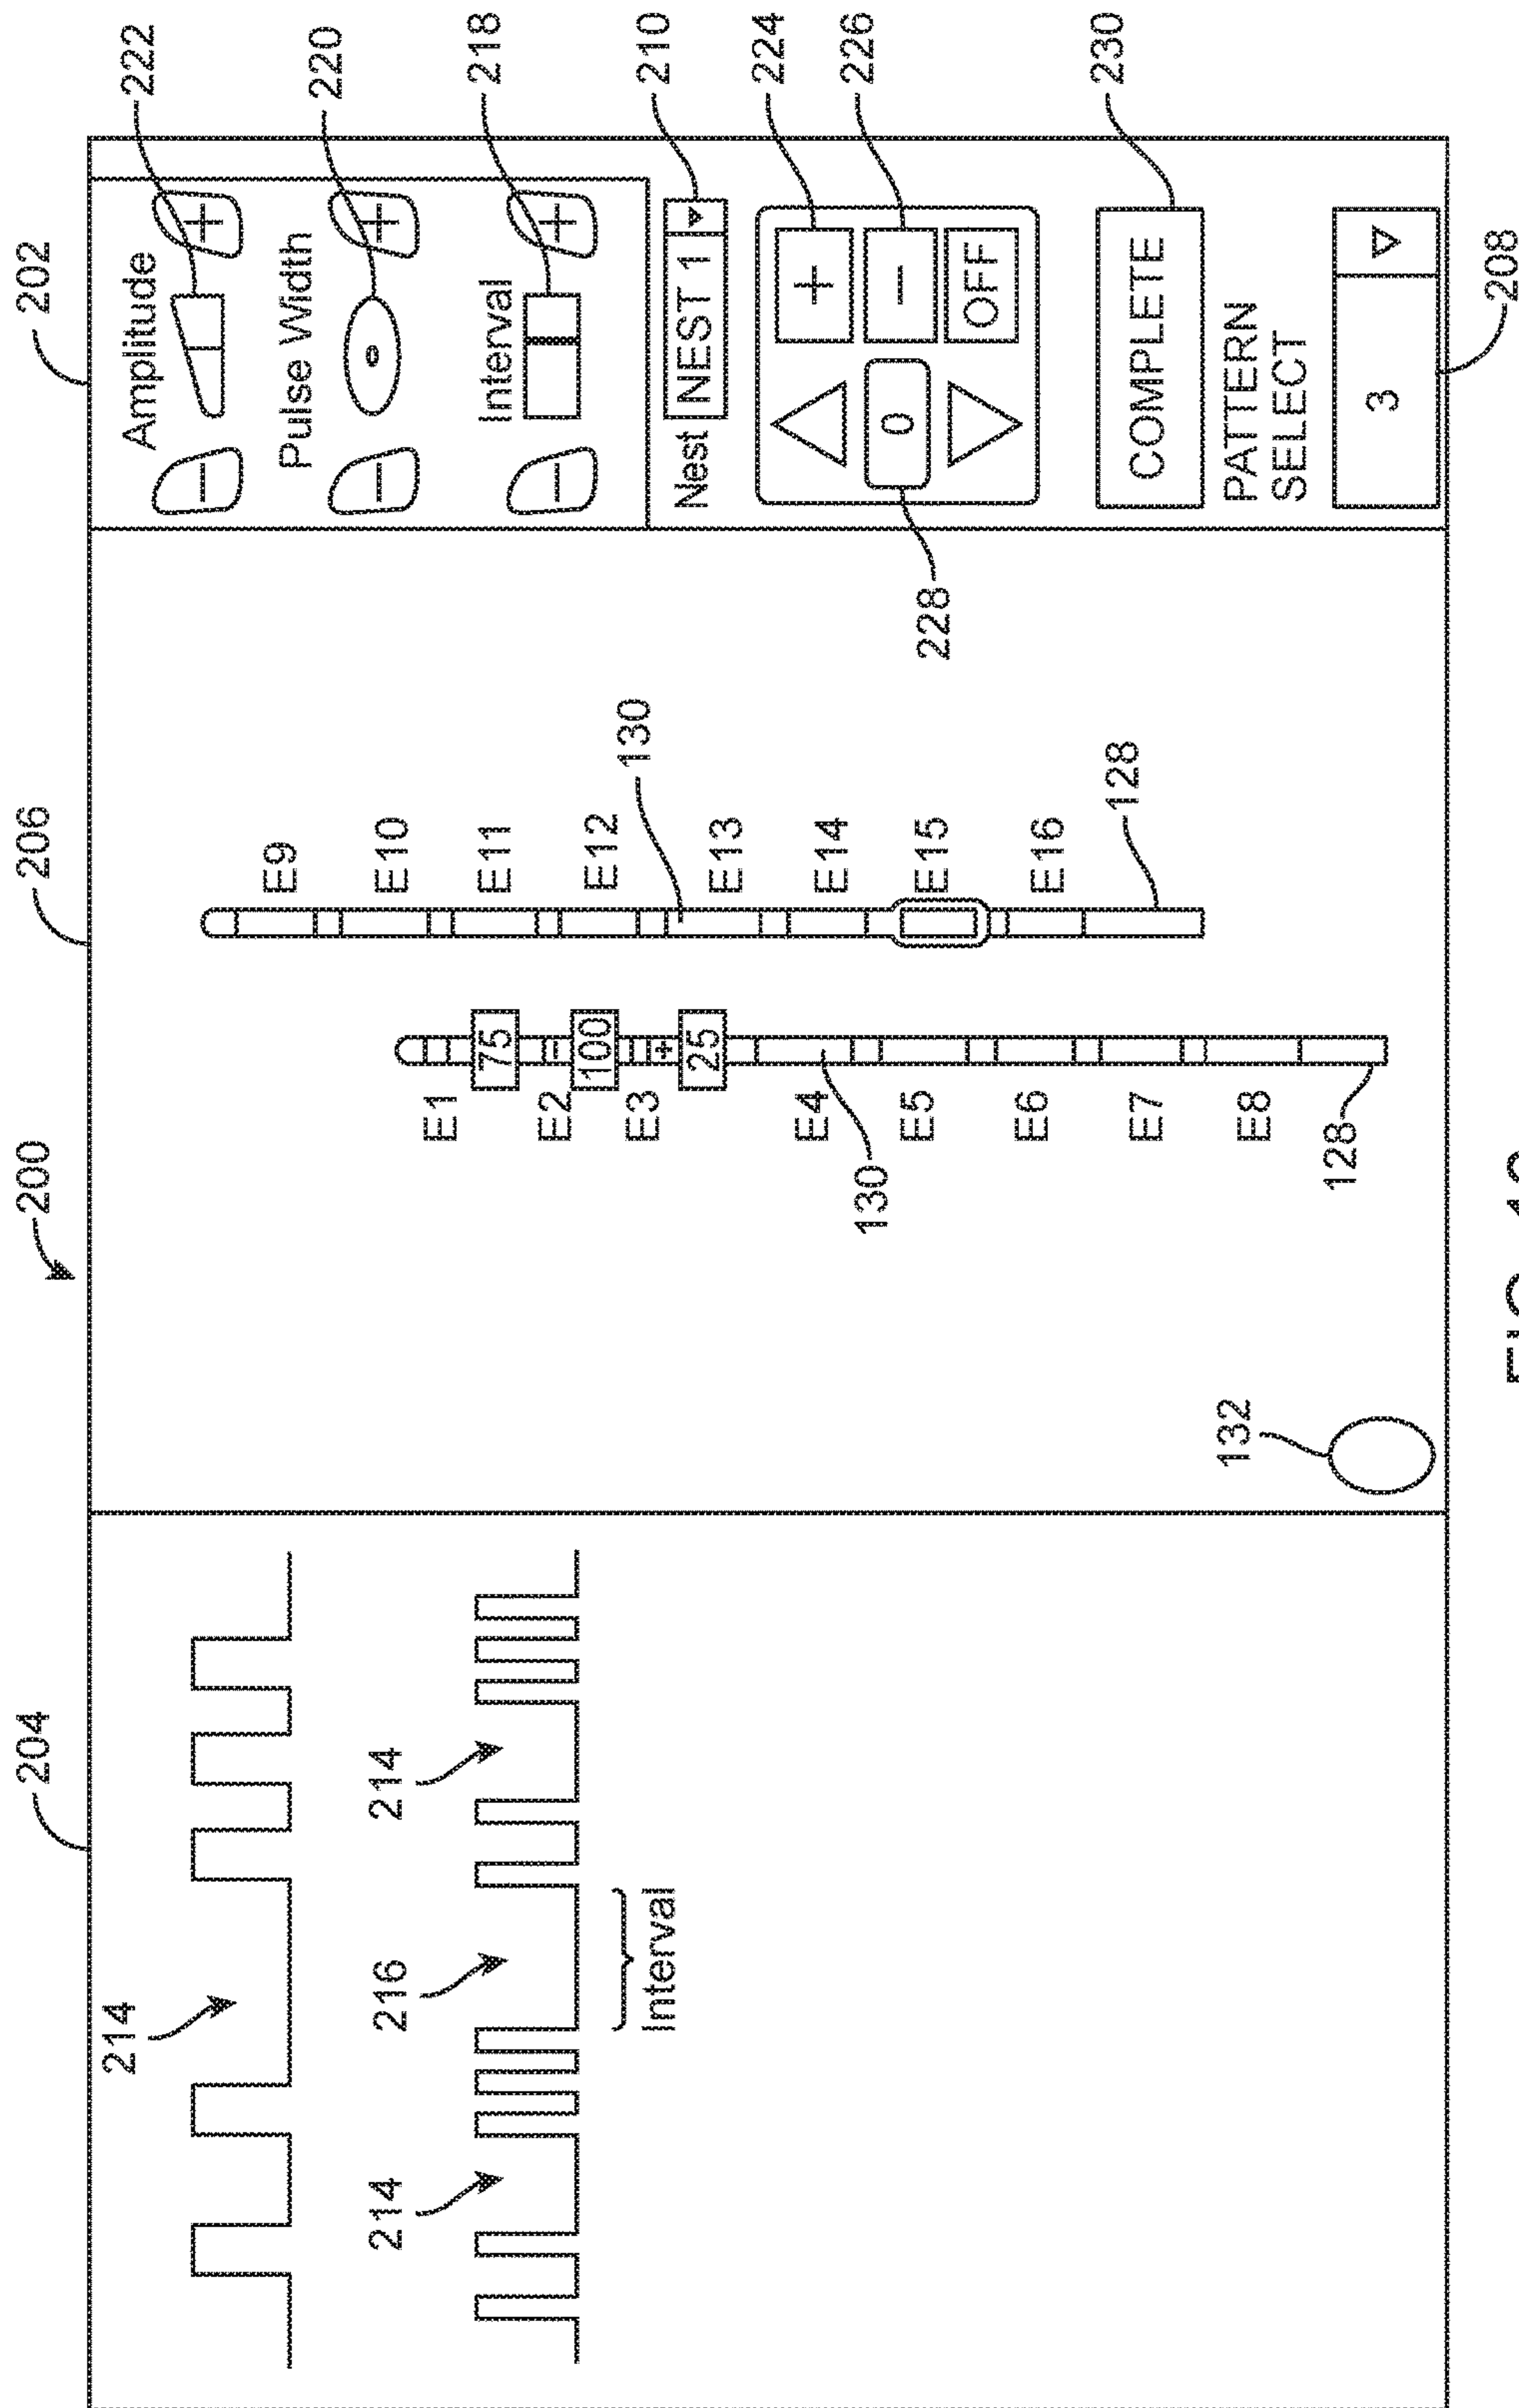 200
204
206
202
214
214
216
214
Interval
132
E1
E2
E3
E4
E5
E6
E7
E8
75
100
25
−
+
130
128
E9
E10
E11
E12
E13
E14
E15
E16
130
128
Amplitude
− +
222
Pulse Width
− +
220
Interval
− +
218
Nest NEST 1
210
+
224
−
226
0
OFF
228
COMPLETE
230
PATTERN
SELECT
3
208